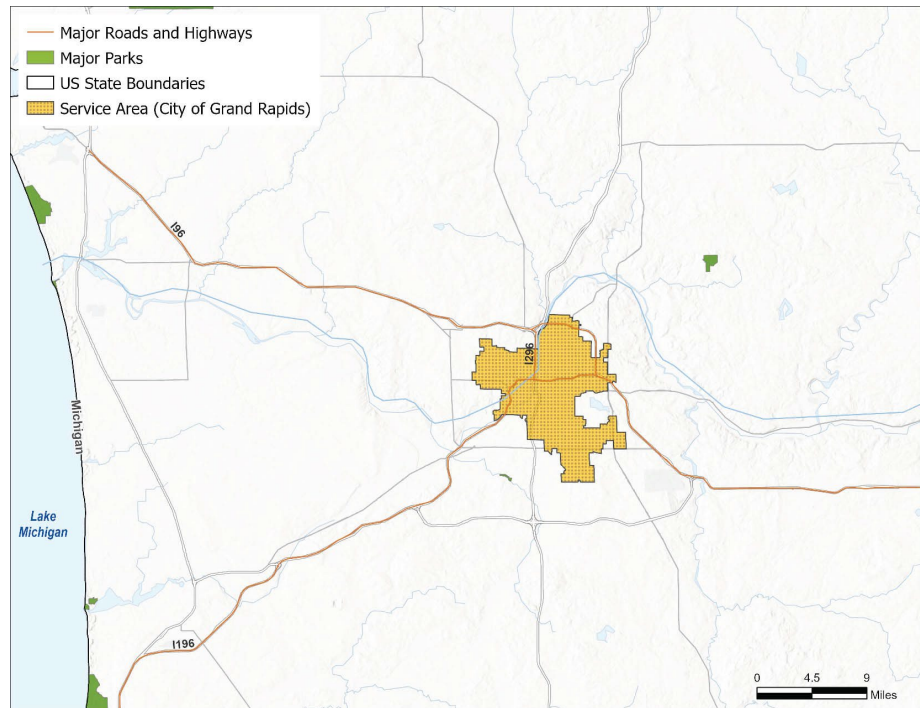 Major Roads and Highways
Major Parks
US State Boundaries
Service Area (City of Grand Rapids)
I96
I296
Michigan
Lake
Michigan
I196
0 4.5 9
Miles